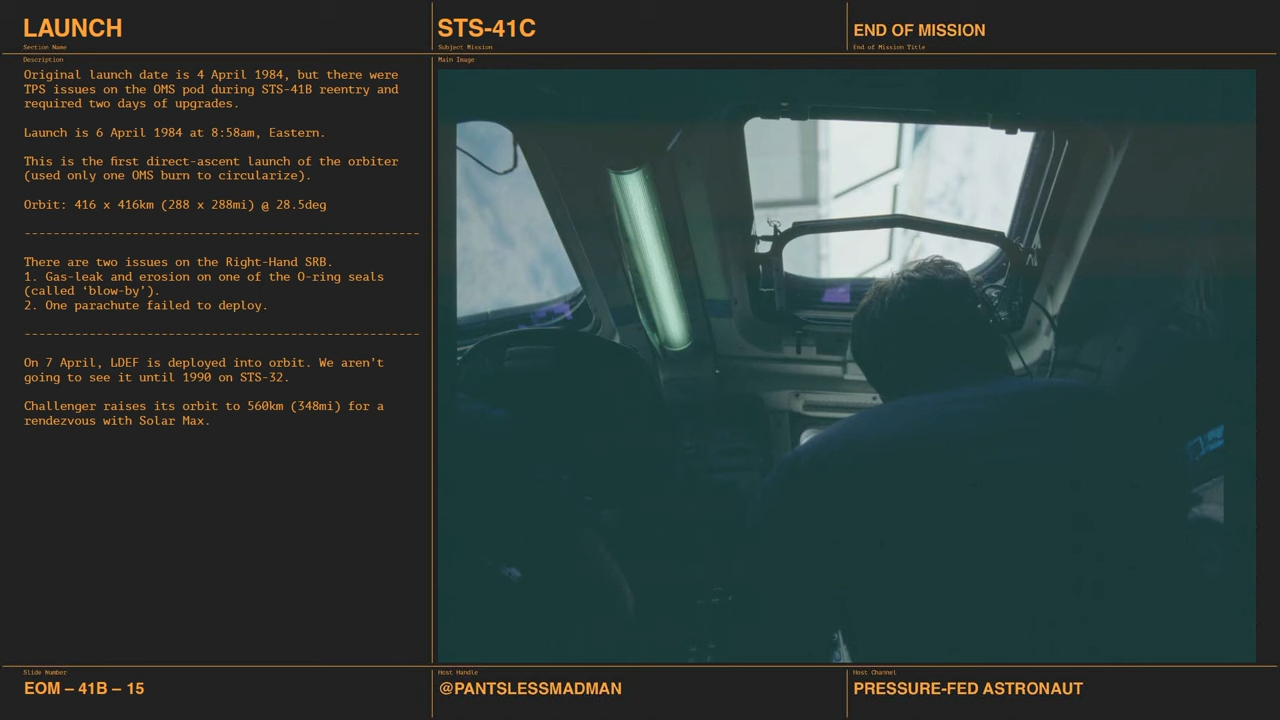 LAUNCH
Section Name
STS-41C
Subject Mission
END OF MISSION
End of Mission Title
Description
Original launch date is 4 April 1984, but there were
TPS issues on the OMS pod during STS-41B reentry and
required two days of upgrades.
Launch is 6 April 1984 at 8:58am, Eastern.
This is the first direct-ascent launch of the orbiter
(used only one OMS burn to circularize).
Orbit: 416 x 416km (288 x 288mi) @ 28.5deg
-------------------------------------------------------
There are two issues on the Right-Hand SRB.
1. Gas-leak and erosion on one of the O-ring seals
(called ‘blow-by’).
2. One parachute failed to deploy.
-------------------------------------------------------
On 7 April, LDEF is deployed into orbit. We aren’t
going to see it until 1990 on STS-32.
Challenger raises its orbit to 560km (348mi) for a
rendezvous with Solar Max.
Main Image
Slide Number
EOM – 41B – 15
Host Handle
@PANTSLESSMADMAN
Host Channel
PRESSURE-FED ASTRONAUT